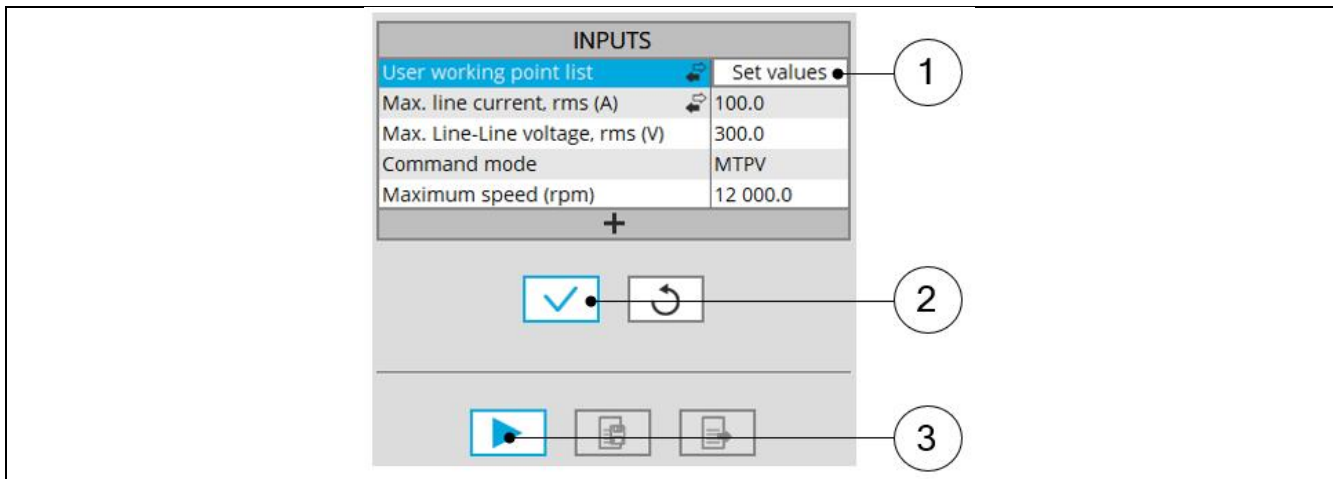 INPUTS
User working point list Set values
1
Max. line current, rms (A) 100.0
Max. Line-Line voltage, rms (V) 300.0
Command mode MTPV
Maximum speed (rpm) 12 000.0
+
2
3